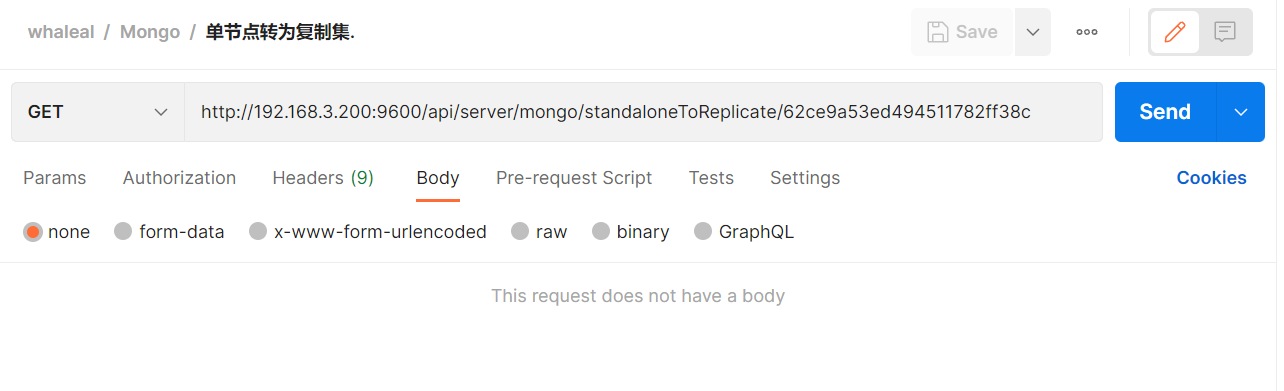 whaleal / Mongo / 单节点转为复制集.
Save
GET
http://192.168.3.200:9600/api/server/mongo/standaloneToReplicate/62ce9a53ed494511782ff38c
Send
Params Authorization Headers (9) Body Pre-request Script Tests Settings Cookies
none form-data x-www-form-urlencoded raw binary GraphQL
This request does not have a body